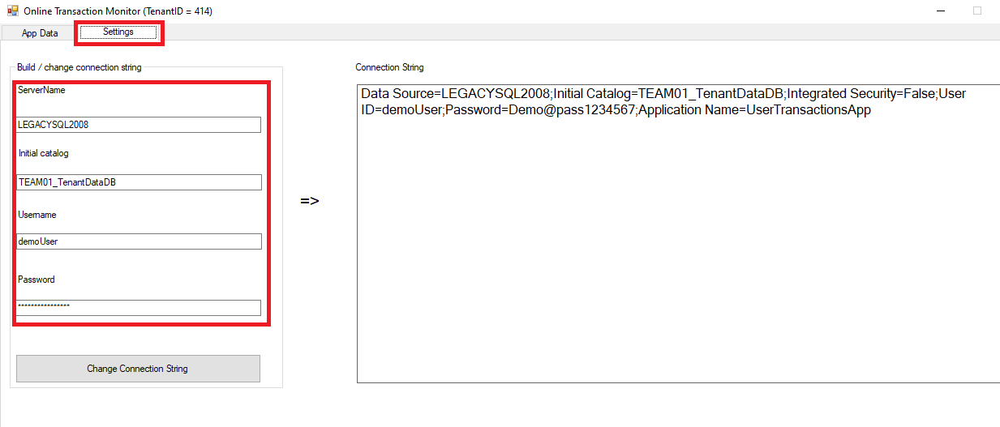 Online Transaction Monitor (TenantID = 414)
App Data
Settings
Build / change connection string
ServerName
LEGACYSQL2008
Initial catalog
TEAM01_TenantDataDB
Username
demoUser
Password
****************
Change Connection String
=>
Connection String
Data Source=LEGACYSQL2008;Initial Catalog=TEAM01_TenantDataDB;Integrated Security=False;User
ID=demoUser;Password=Demo@pass1234567;Application Name=UserTransactionsApp